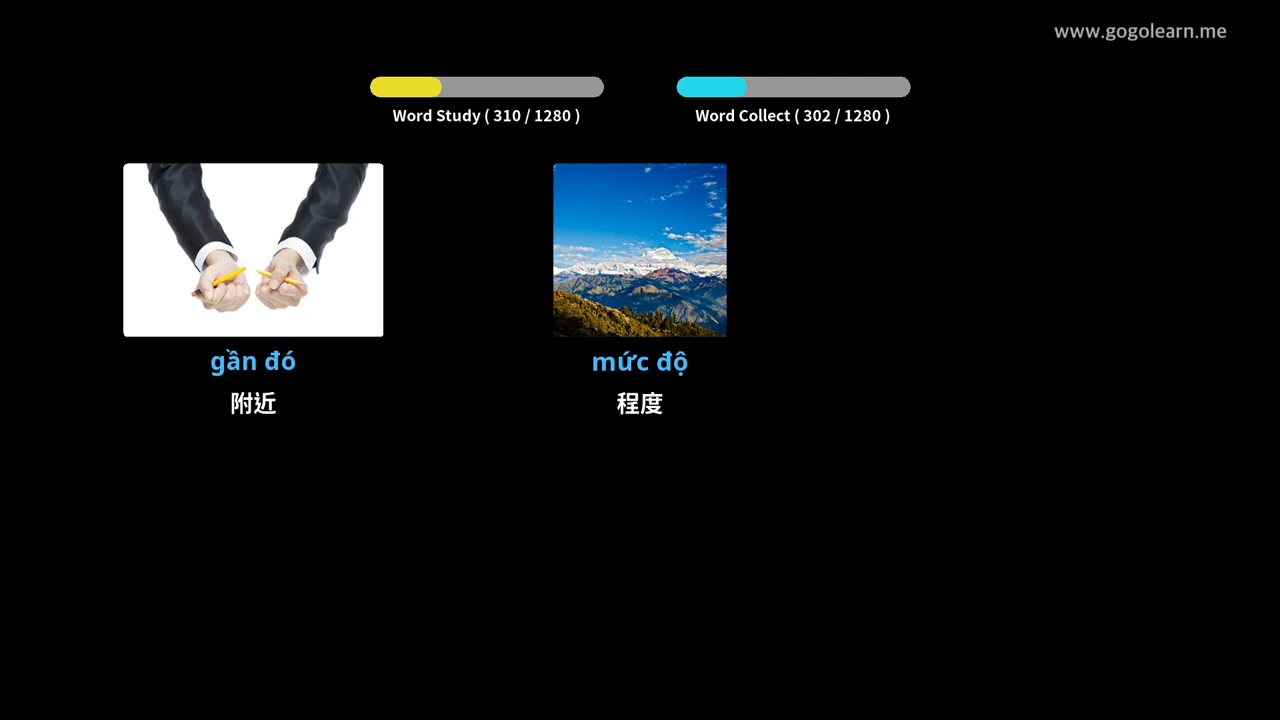 www.gogolearn.me
Word Study ( 310 / 1280 )
Word Collect ( 302 / 1280 )
gần đó
附近
mức độ
程度